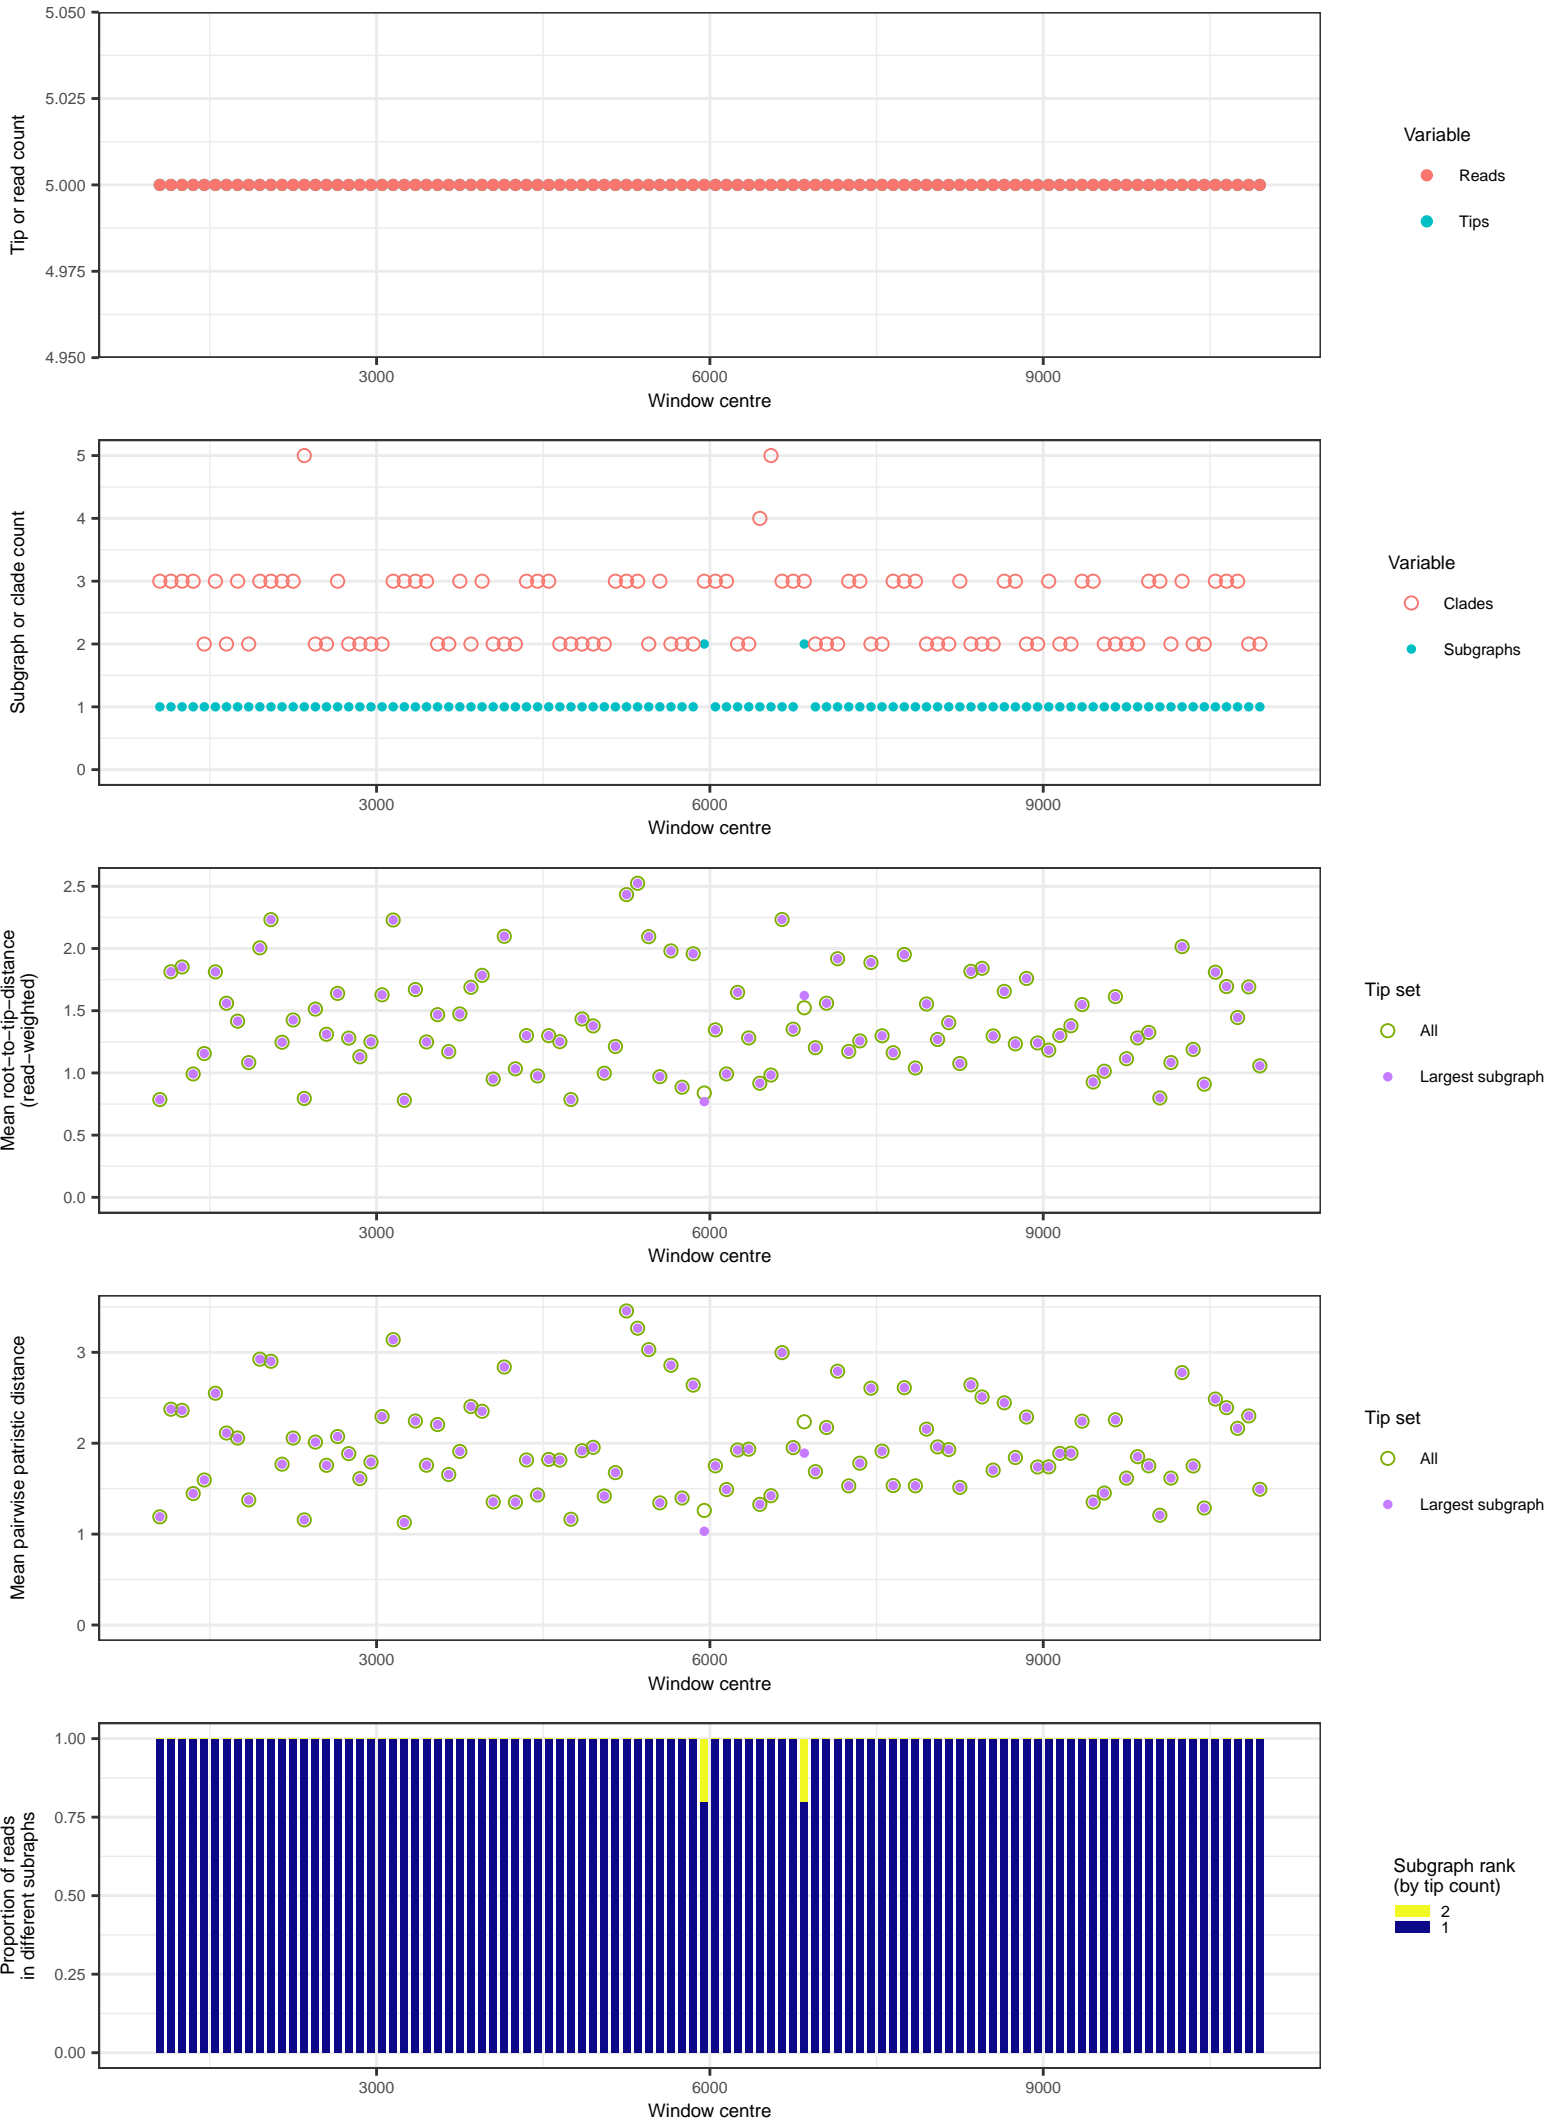 5.050
5.025
5.000
4.975
4.950
Tip or read count
3000 6000 9000
Window centre
Variable
Reads
Tips
5
4
3
2
1
0
Subgraph or clade count
3000 6000 9000
Window centre
Variable
Clades
Subgraphs
2.5
2.0
1.5
1.0
0.5
0.0
Mean root−to−tip−distance
(read−weighted)
3000 6000 9000
Window centre
Tip set
All
Largest subgraph
3
2
1
0
Mean pairwise patristic distance
3000 6000 9000
Window centre
Tip set
All
Largest subgraph
1.00
0.75
0.50
0.25
0.00
Proportion of reads
in different subraphs
3000 6000 9000
Window centre
Subgraph rank
(by tip count)
2
1